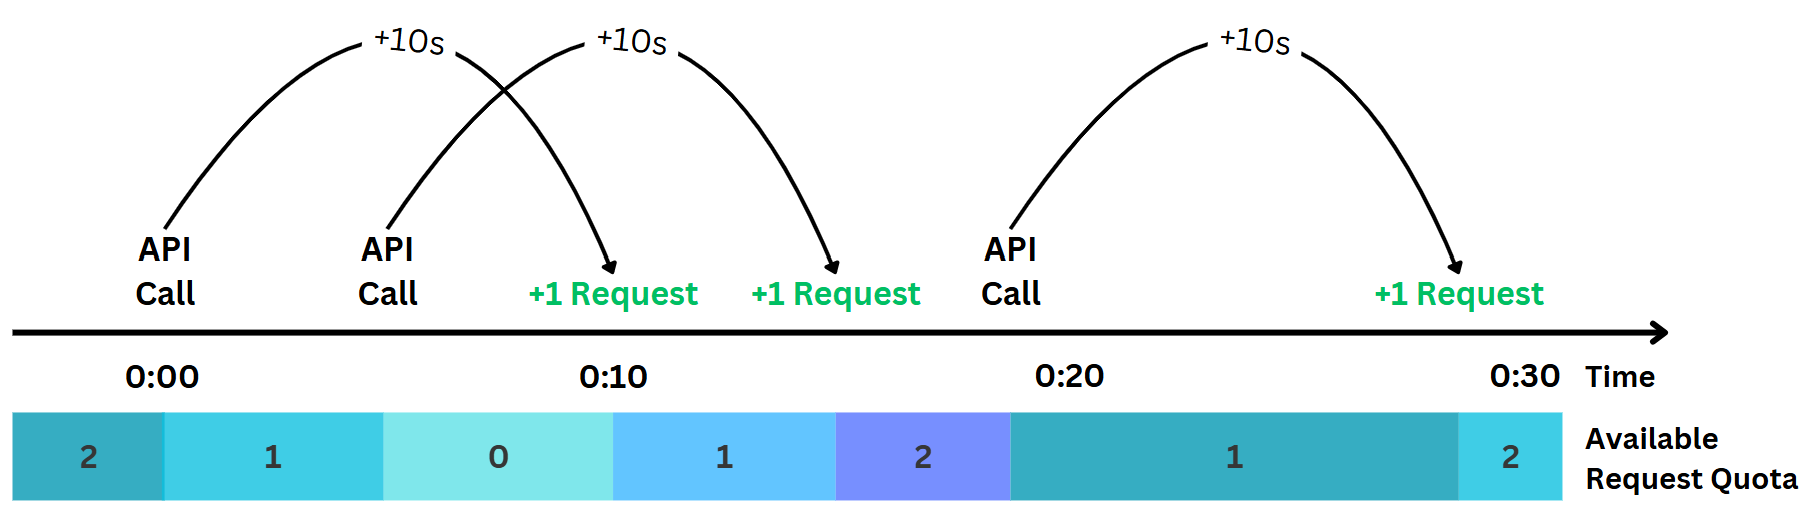 +10s +10s +10s
API API API
Call Call +1 Request +1 Request Call +1 Request
0:00 0:10 0:20 0:30 Time
2 1 0 1 2 1 2 Available
Request Quota